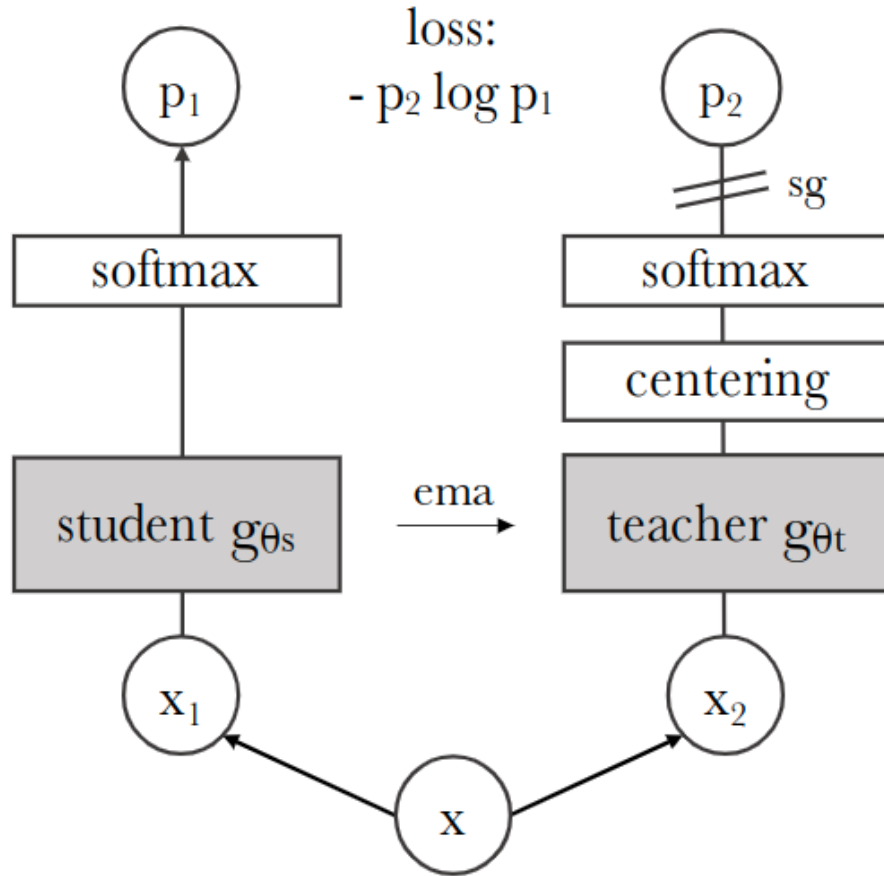 loss:
p₁ - p₂ log p₁ p₂
sg
softmax softmax
centering
student gθs ema teacher gθt
x₁ x₂
x